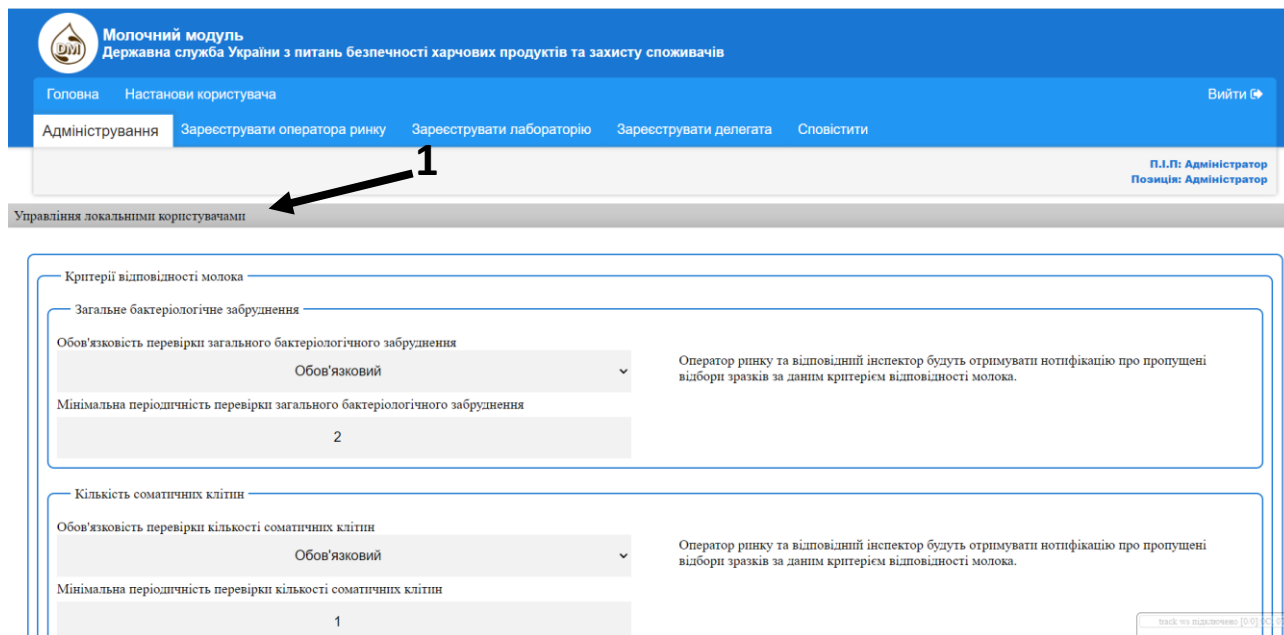 DM
Молочний модуль
Державна служба України з питань безпечності харчових продуктів та захисту споживачів
Головна Настанови користувача Вийти
Адміністрування Зареєструвати оператора ринку Зареєструвати лабораторію Зареєструвати делегата Сповістити
1
П.І.П: Адміністратор
Позиція: Адміністратор
Управління локальними користувачами
Критерії відповідності молока
Загальне бактеріологічне забруднення
Обов'язковість перевірки загального бактеріологічного забруднення
Обов'язковий
Оператор ринку та відповідний інспектор будуть отримувати нотифікацію про пропущені
відбори зразків за даним критерієм відповідності молока.
Мінімальна періодичність перевірки загального бактеріологічного забруднення
2
Кількість соматичних клітин
Обов'язковість перевірки кількості соматичних клітин
Обов'язковий
Оператор ринку та відповідний інспектор будуть отримувати нотифікацію про пропущені
відбори зразків за даним критерієм відповідності молока.
Мінімальна періодичність перевірки кількості соматичних клітин
1